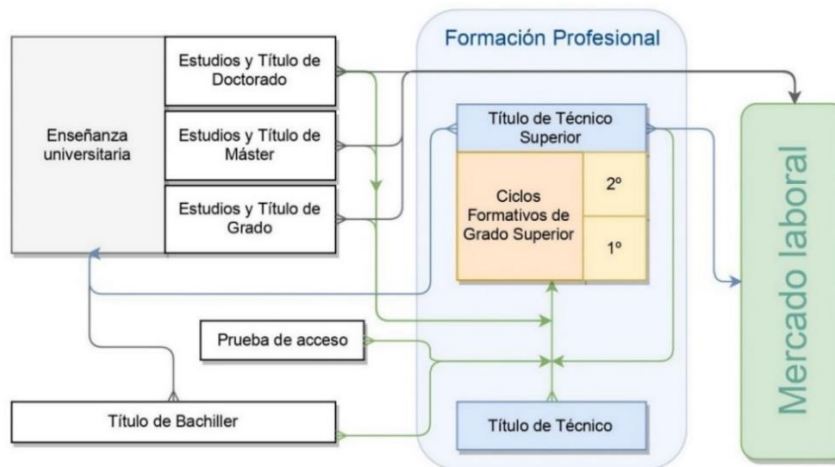 Formación Profesional
Estudios y Título de
Doctorado
Enseñanza
universitaria
Estudios y Título de
Máster
Estudios y Título de
Grado
Título de Técnico
Superior
Ciclos
Formativos de
Grado Superior
2º
1º
Mercado laboral
Prueba de acceso
Título de Bachiller
Título de Técnico